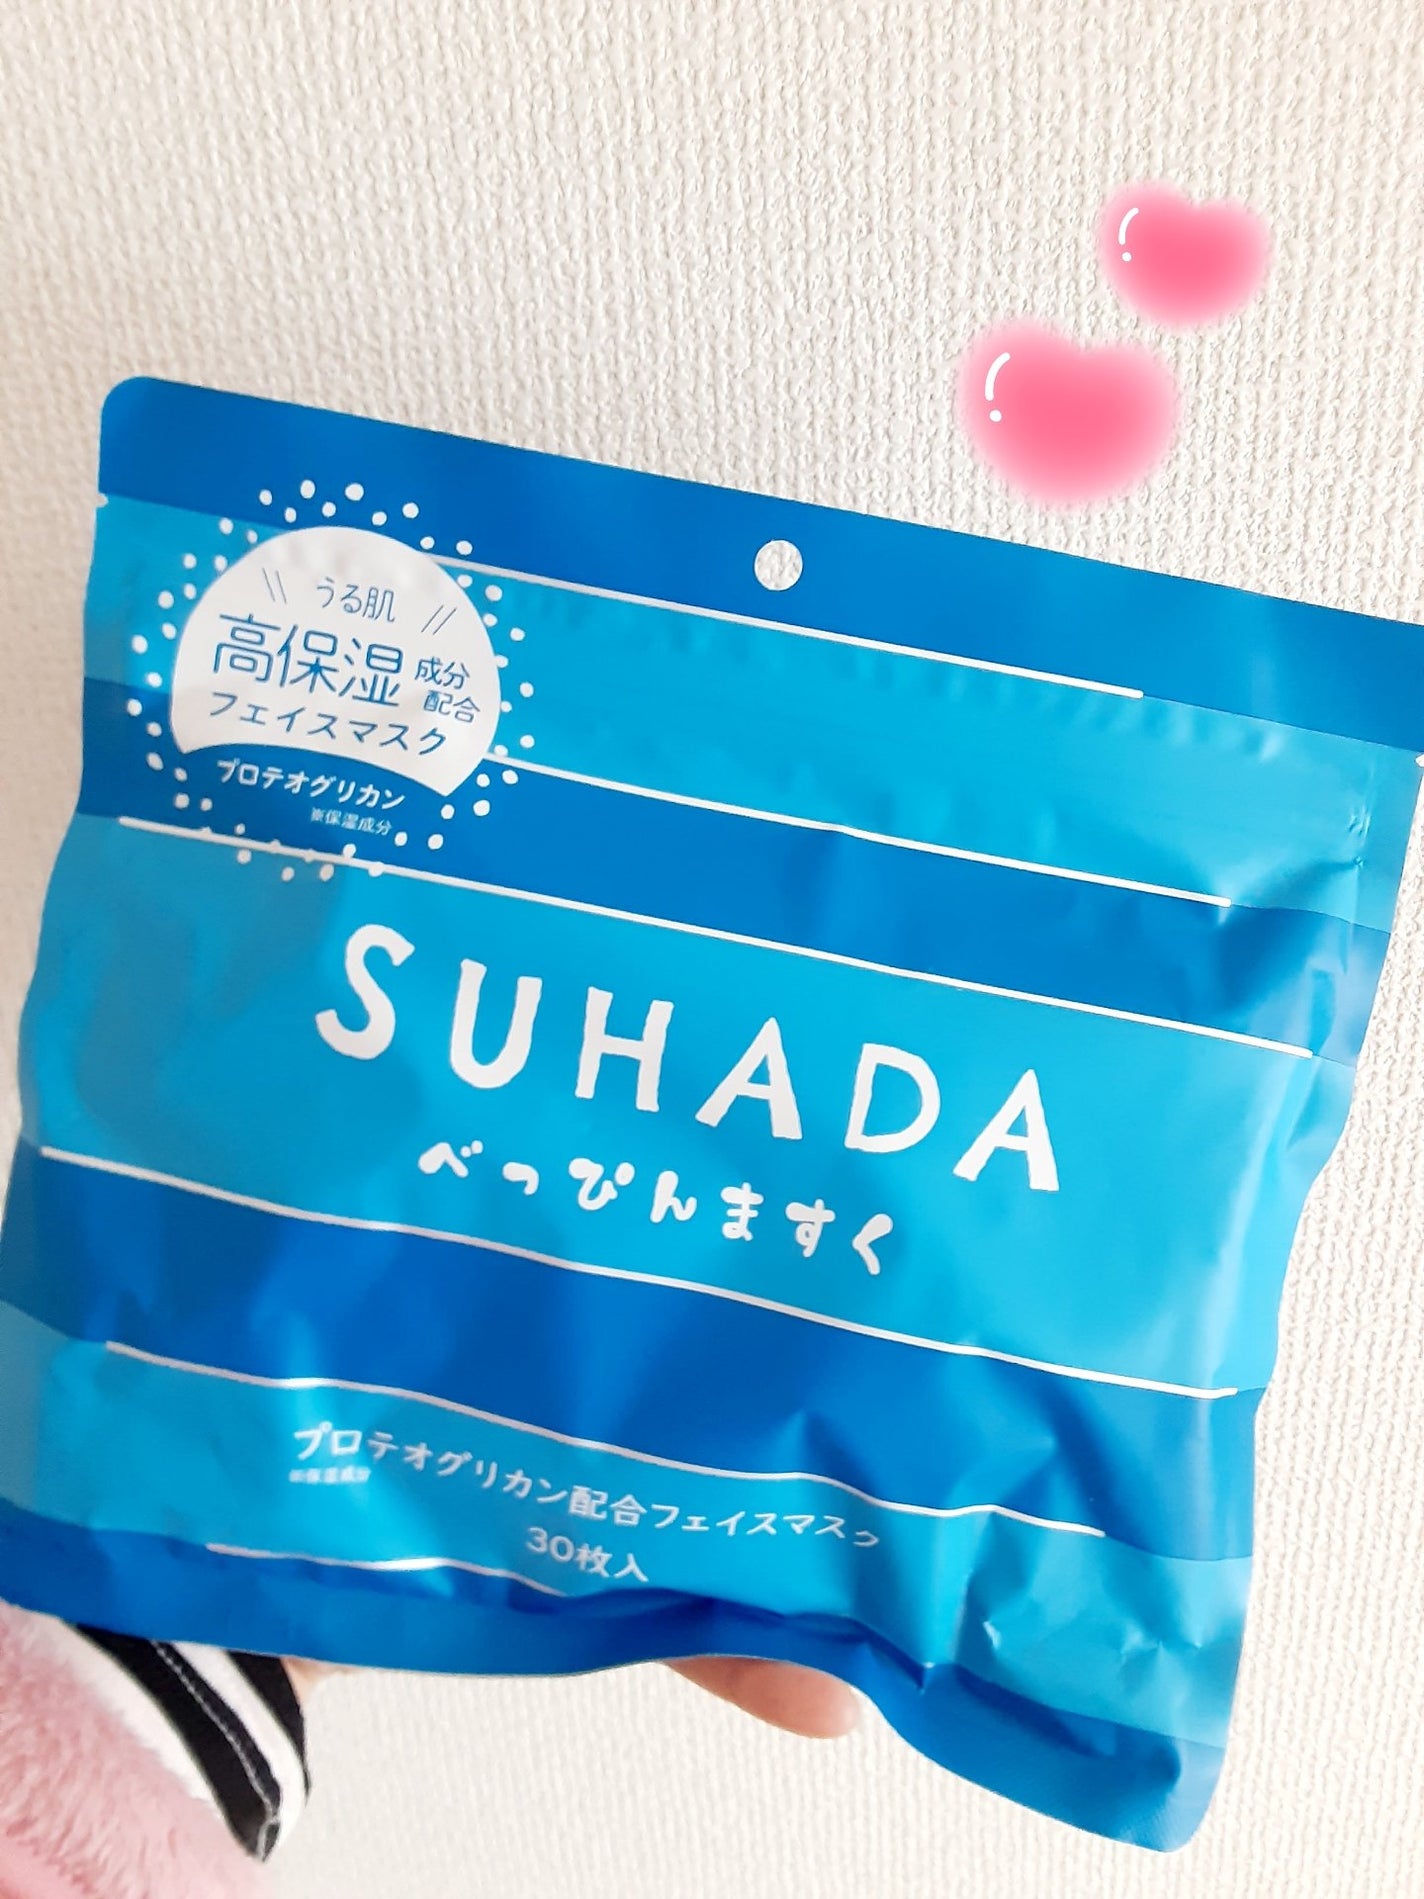 うる肌
高保湿成分配合
フェイスマスク
プロテオグリカン
※保湿成分
SUHADA
べっぴんますく
プロテオグリカン配合フェイスマスク
※保湿成分
30枚入